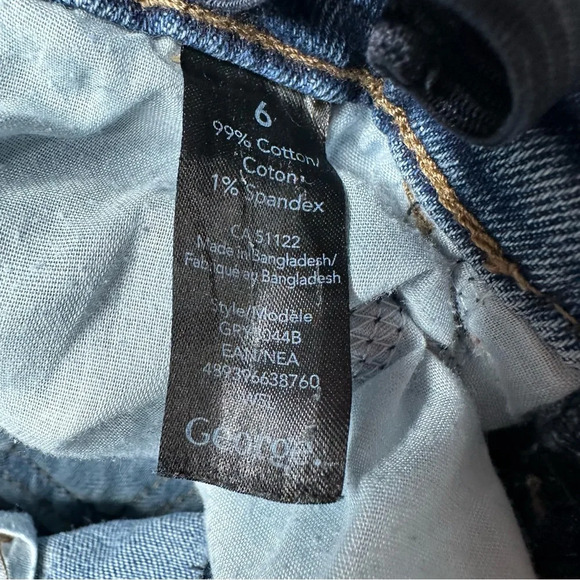 6
99% Cotton/
Coton
1% Spandex
CA 51122
Made in Bangladesh/
Fabriqué au Bangladesh
Style/Modèle
EAN/NEA
489396638760
George.